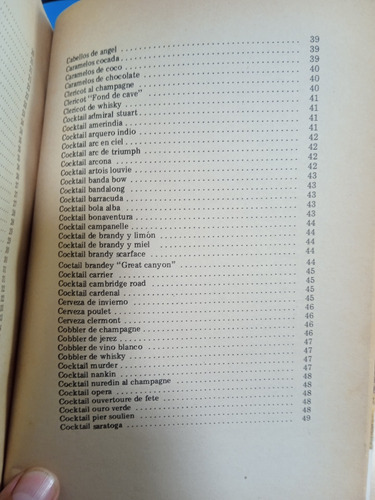 Cabellos de angel 39
Caramelos cocada 39
Caramelos de coco 39
Caramelos de chocolate 40
Clericot al champagne 40
Clericot "Fond de cave" 40
Clericot de whisky 41
Cocktail admiral stuart 41
Cocktail amerindia 41
Cocktail arquero indio 41
Cocktail arc en ciel 42
Cocktail arc de triumph 42
Cocktail arcona 42
Cocktail artois louvie 42
Cocktail banda bow 43
Cocktail bandalong 43
Cocktail barracuda 43
Cocktail bola alba 43
Cocktail bonaventura 43
Cocktail campanelle 44
Cocktail de brandy y limón 44
Cocktail de brandy y miel 44
Cocktail brandy scarface 44
Coctail brandey "Great canyon" 44
Cocktail carrier 45
Cocktail cambridge road 45
Cocktail cardenal 45
Cerveza de invierno 45
Cerveza poulet 46
Cerveza clermont 46
Cobbler de champagne 46
Cobbler de jerez 46
Cobbler de vino blanco 47
Cobbler de whisky 47
Cocktail murder 47
Cocktail nankin 47
Cocktail nuredin al champagne 48
Cocktail opera 48
Cocktail ouvertoure de fete 48
Cocktail ouro verde 48
Cocktail pier soulien 48
Cocktail saratoga 49